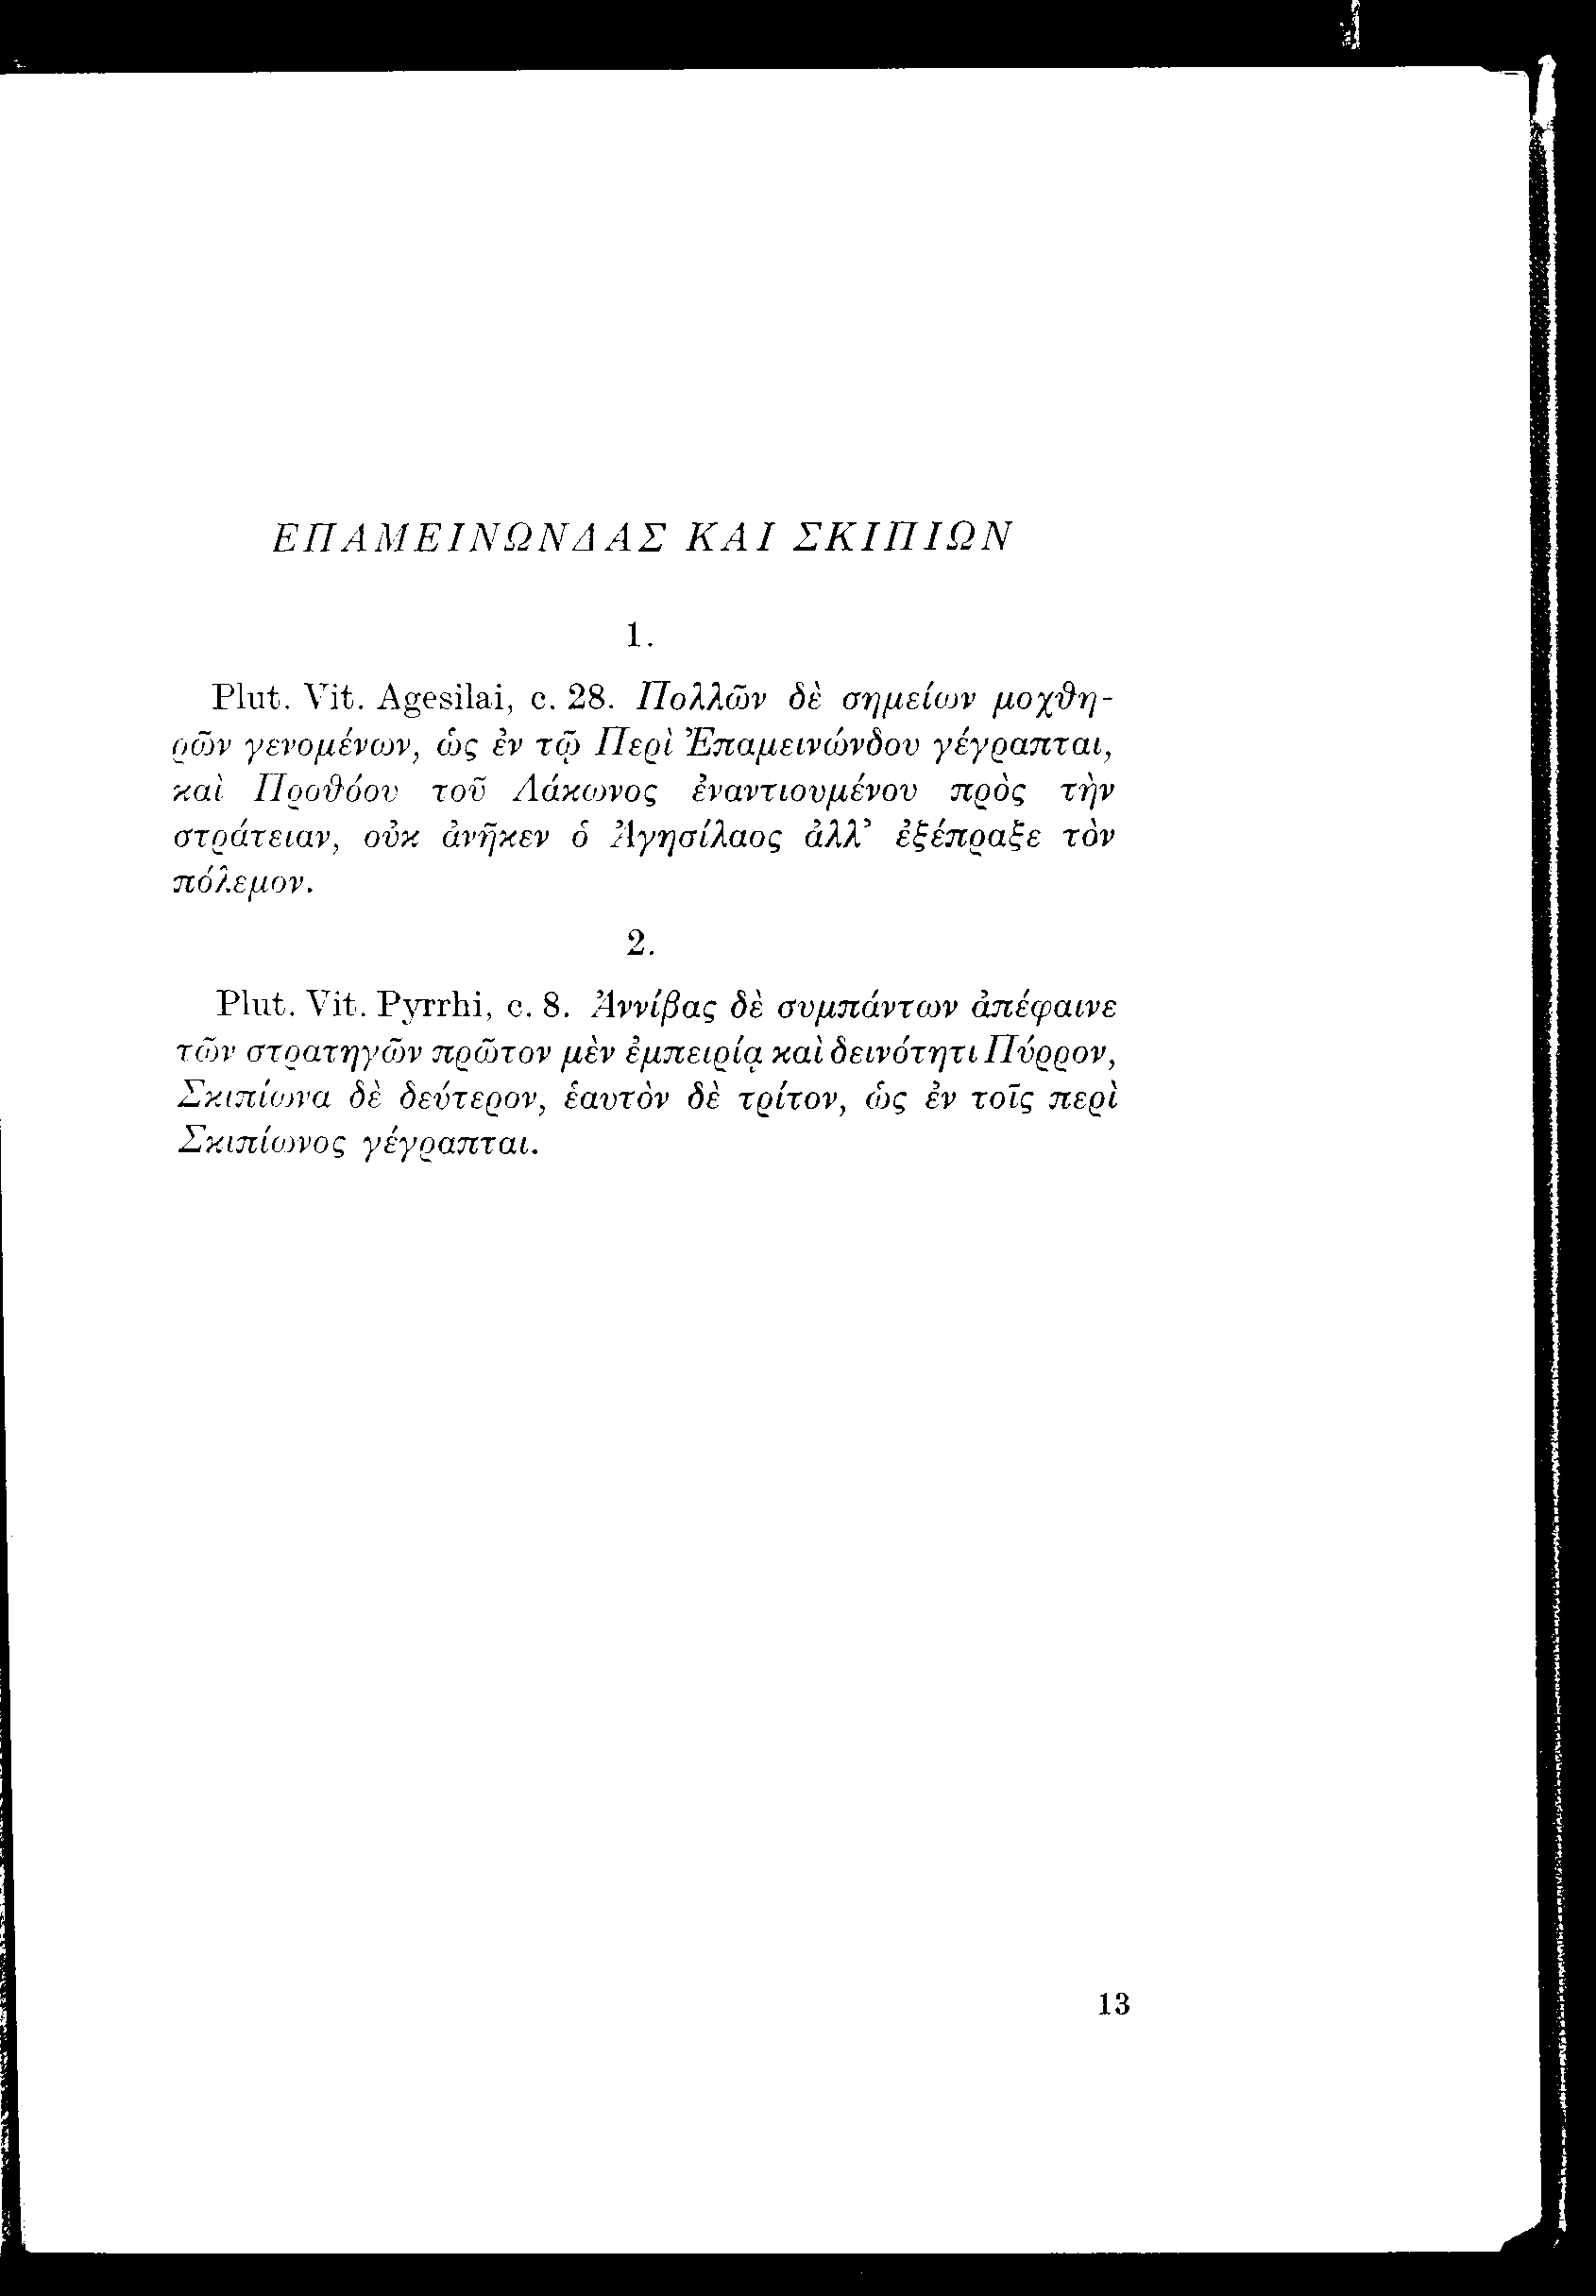 ΕΠΑΜΕΙΝΩΝΔΑΣ ΚΑΙ ΣΚΙΠΙΩΝ
1.
Plut. Vit. Agesilai, c. 28. Πολλῶν δὲ σημείων μοχϑη-
ρῶν γενομένων, ὡς ἐν τῷ Περὶ Ἐπαμεινώνδου γέγραπται,
καὶ Προϑόου τοῦ Λάκωνος ἐναντιουμένου πρὸς τὴν
στράτειαν, οὐκ ἀνῆκεν ὁ Ἀγησίλαος ἀλλ’ ἐξέπραξε τὸν
πόλεμον.
2.
Plut. Vit. Pyrrhi, c. 8. Ἀννίβας δὲ συμπάντων ἀπέφαινε
τῶν στρατηγῶν πρῶτον μὲν ἐμπειρίᾳ καὶ δεινότητι Πύρρον,
Σκιπίωνα δὲ δεύτερον, ἑαυτὸν δὲ τρίτον, ὡς ἐν τοῖς περὶ
Σκιπίωνος γέγραπται.
13